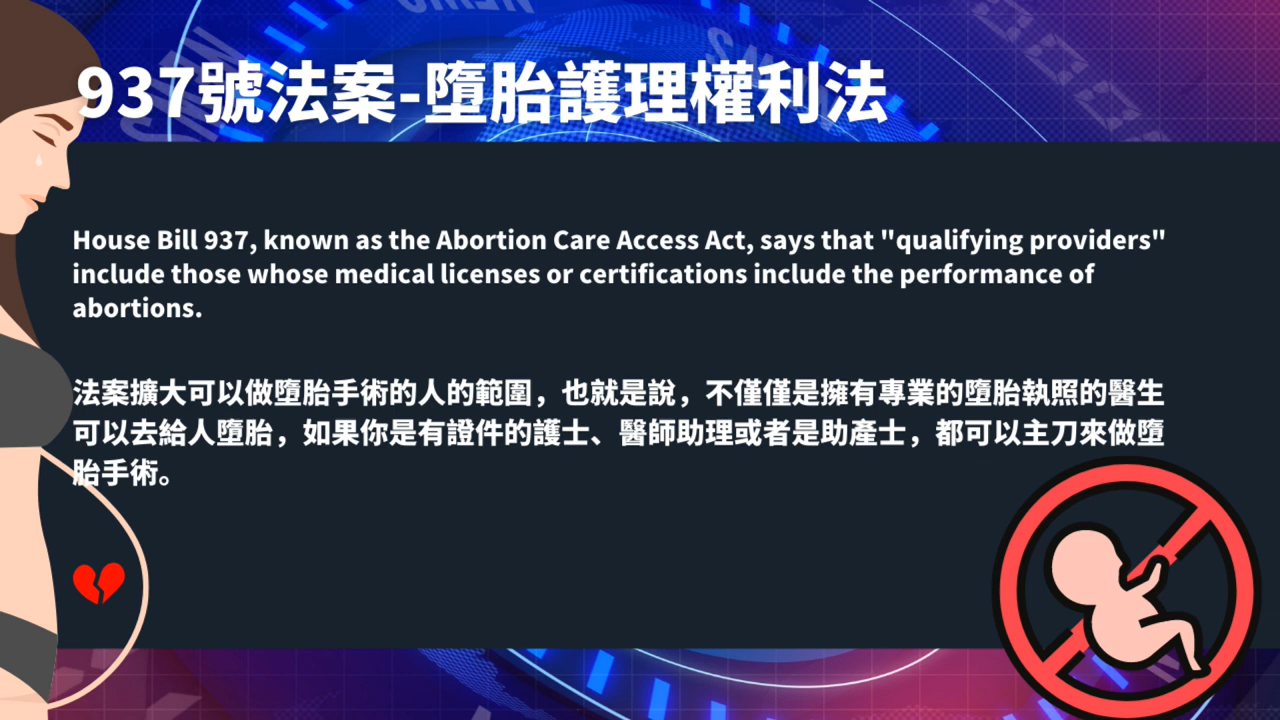 937號法案-墮胎護理權利法
House Bill 937, known as the Abortion Care Access Act, says that "qualifying providers"
include those whose medical licenses or certifications include the performance of
abortions.
法案擴大可以做墮胎手術的人的範圍，也就是說，不僅僅是擁有專業的墮胎執照的醫生
可以去給人墮胎，如果你是有證件的護士、醫師助理或者是助產士，都可以主刀來做墮
胎手術。
NEWS
NEWS
NEWS